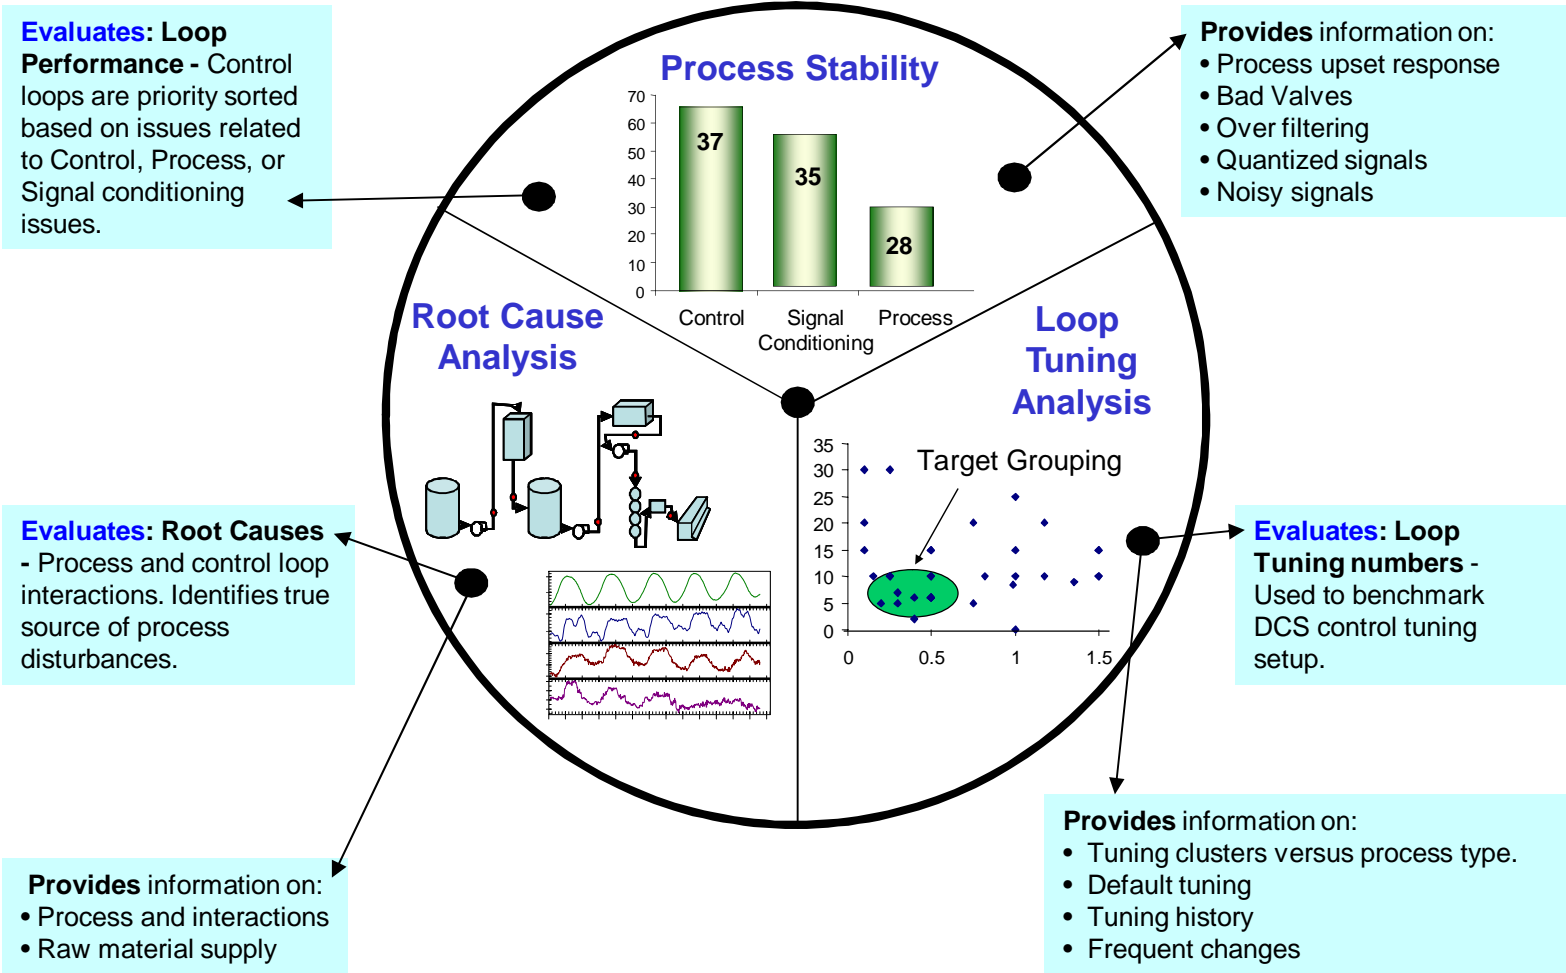 Evaluates: Loop
Performance - Control
loops are priority sorted
based on issues related
to Control, Process, or
Signal conditioning
issues.
Process Stability
70
60
50
40
30
20
10
0
37
35
28
Control
Signal
Conditioning
Process
Provides information on:
• Process upset response
• Bad Valves
• Over filtering
• Quantized signals
• Noisy signals
Root Cause
Analysis
Loop
Tuning
Analysis
35
30
25
20
15
10
5
0
0
0.5
1
1.5
Target Grouping
Evaluates: Root Causes
- Process and control loop
interactions. Identifies true
source of process
disturbances.
Evaluates: Loop
Tuning numbers -
Used to benchmark
DCS control tuning
setup.
Provides information on:
• Process and interactions
• Raw material supply
Provides information on:
• Tuning clusters versus process type.
• Default tuning
• Tuning history
• Frequent changes